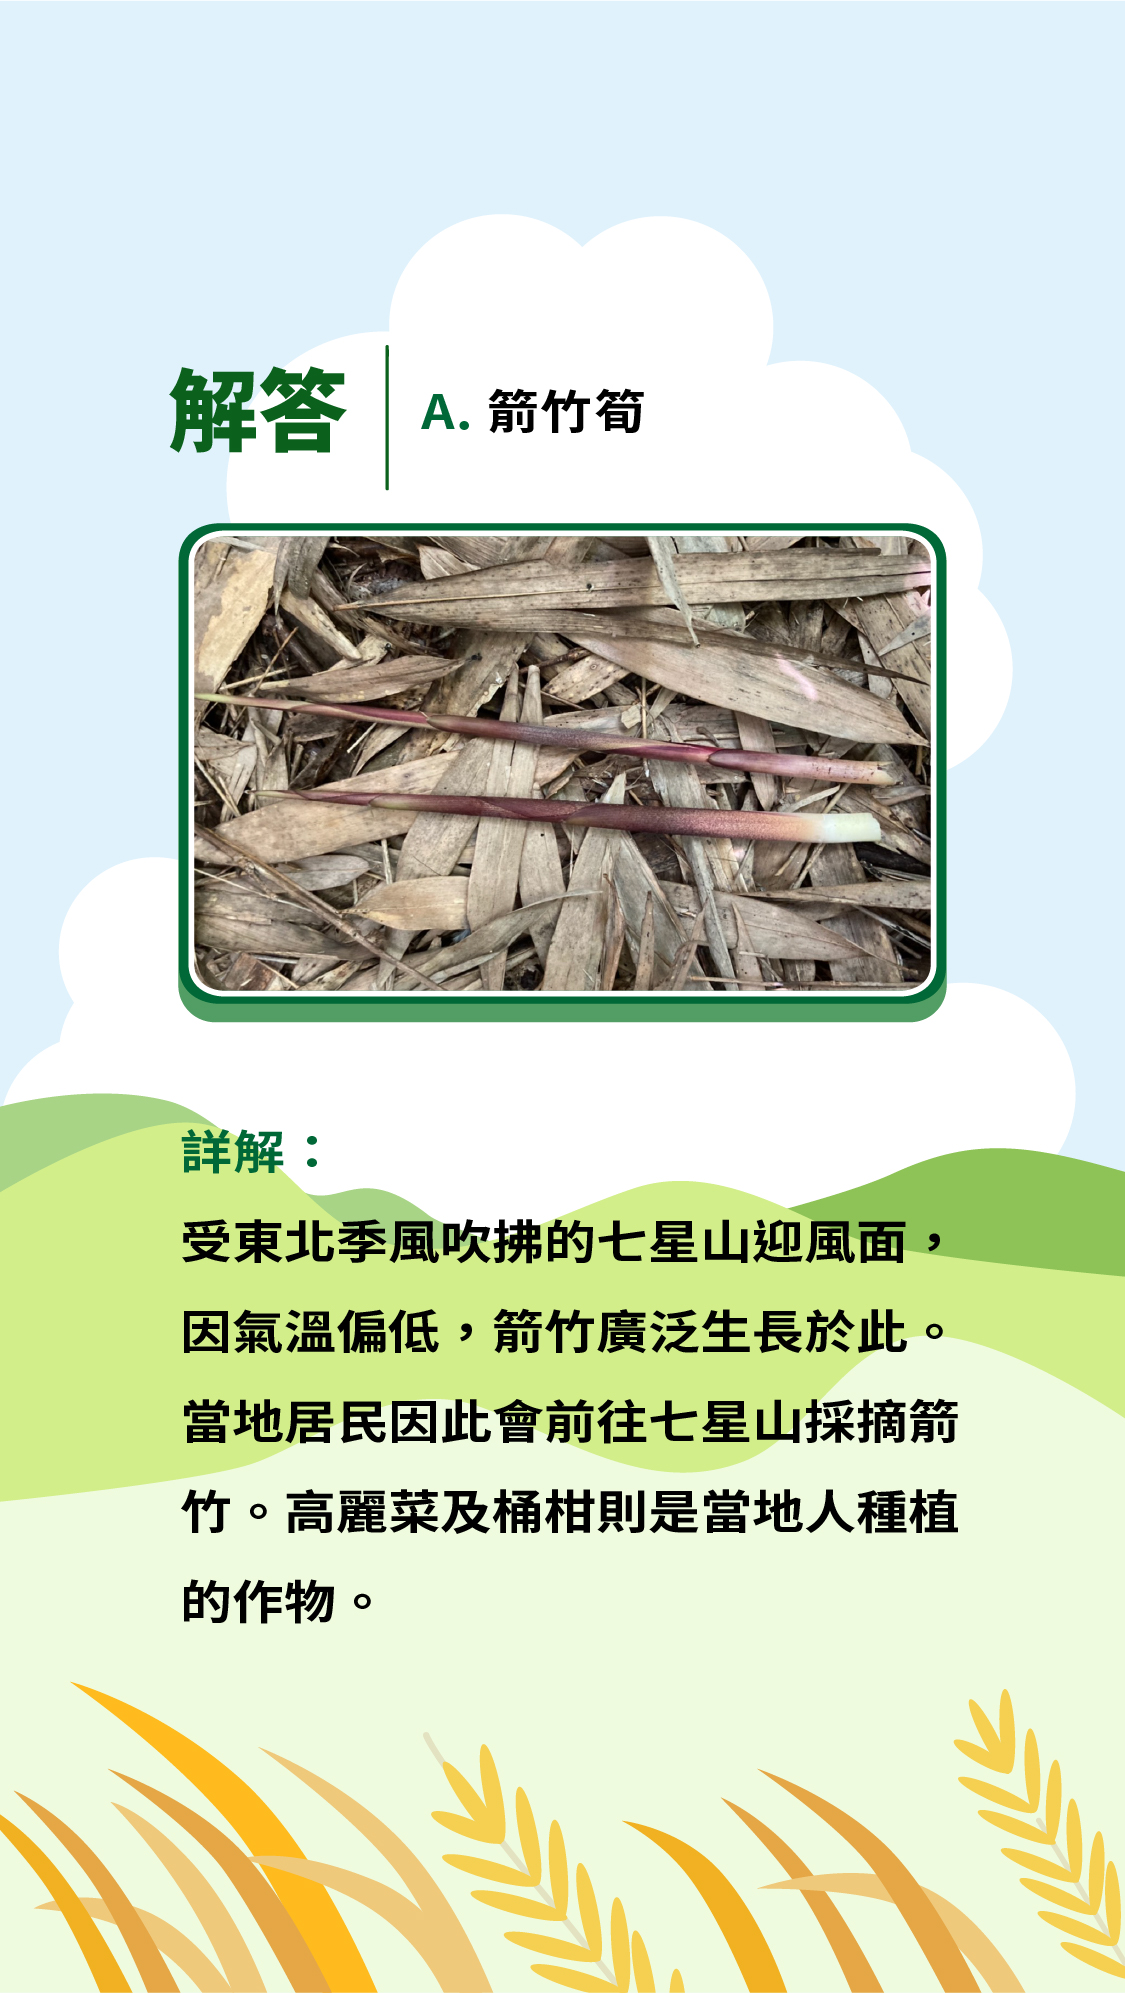 解答
A. 箭竹筍
詳解：
受東北季風吹拂的七星山迎風面，
因氣溫偏低，箭竹廣泛生長於此。
當地居民因此會前往七星山採摘箭
竹。高麗菜及桶柑則是當地人種植
的作物。